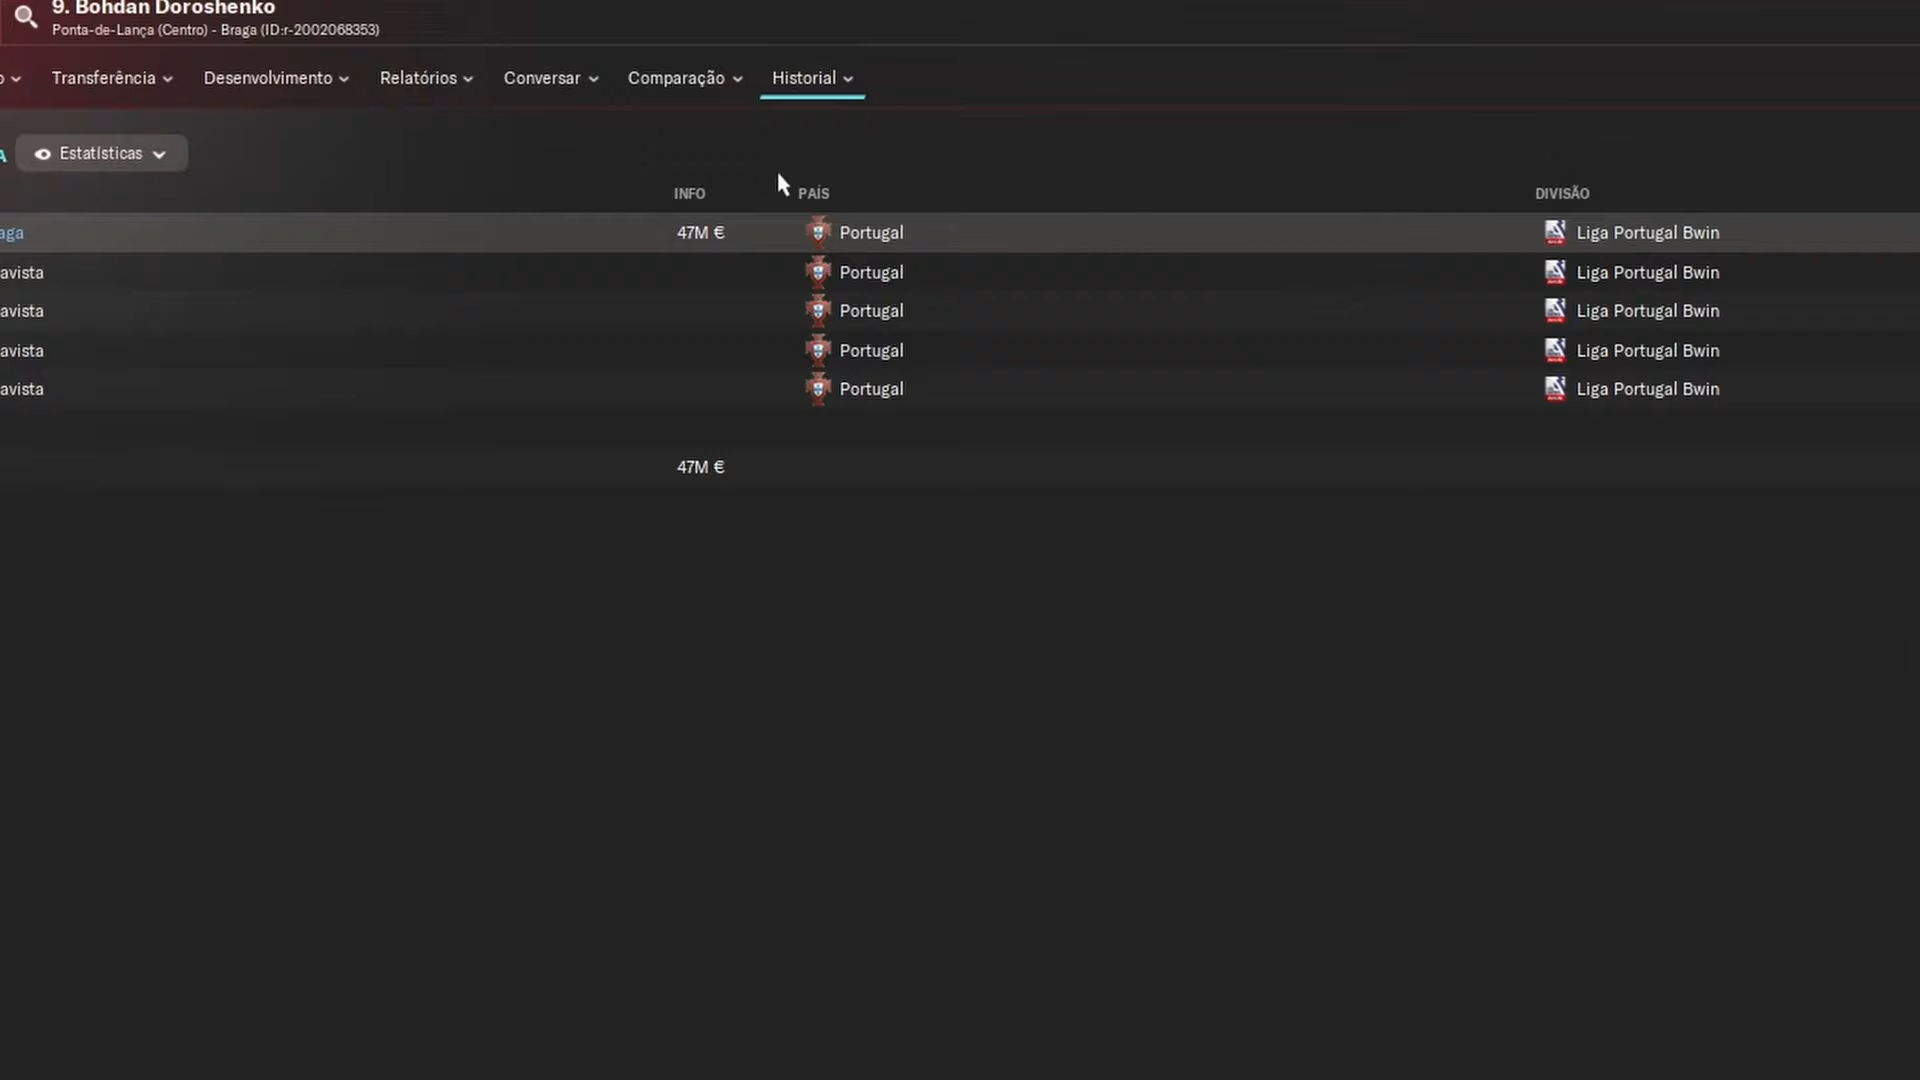 9. Bohdan Doroshenko
Ponta-de-Lança (Centro) - Braga (ID:r-2002068353)
o Transferência Desenvolvimento Relatórios Conversar Comparação Historial
A Estatísticas
INFO PAÍS DIVISÃO
aga 47M € Portugal Liga Portugal Bwin
avista Portugal Liga Portugal Bwin
avista Portugal Liga Portugal Bwin
avista Portugal Liga Portugal Bwin
avista Portugal Liga Portugal Bwin
47M €